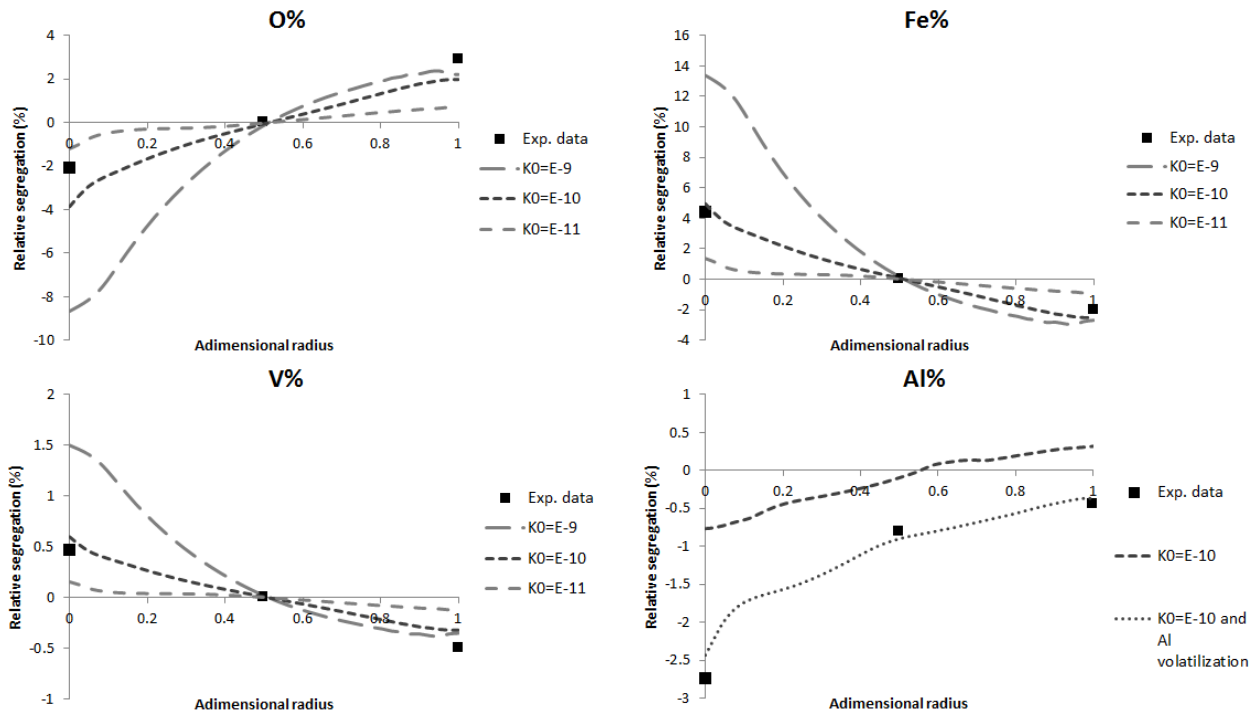 O%
Relative segregation (%)
4
2
0
-2
-4
-6
-8
-10
0
0.2
0.4
0.6
0.8
1
Adimensional radius
Exp. data
K0=E-9
K0=E-10
K0=E-11
Fe%
Relative segregation (%)
16
14
12
10
8
6
4
2
0
-2
-4
0
0.2
0.4
0.6
0.8
1
Adimensional radius
Exp. data
K0=E-9
K0=E-10
K0=E-11
V%
Relative segregation (%)
2
1.5
1
0.5
0
-0.5
-1
0
0.2
0.4
0.6
0.8
1
Adimensional radius
Exp. data
K0=E-9
K0=E-10
K0=E-11
Al%
Relative segregation (%)
1
0.5
0
-0.5
-1
-1.5
-2
-2.5
-3
0
0.2
0.4
0.6
0.8
1
Adimensional radius
Exp. data
K0=E-10
K0=E-10 and
Al
volatilization